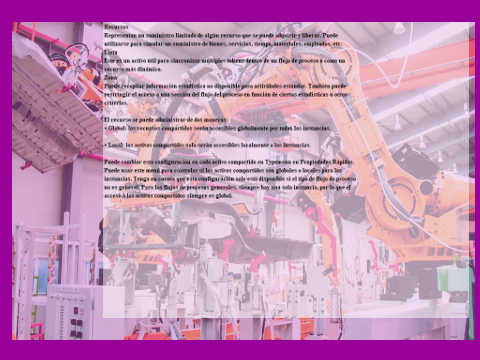 Recursos
Representan un suministro limitado de algún recurso que se puede adquirir y liberar. Puede
utilizarse para simular un suministro de bienes, servicios, tiempo, materiales, empleados, etc.
Lista
Este es un activo útil para sincronizar múltiples tokens dentro de un flujo de proceso o como un
recurso más dinámico.
Zona
Puede recopilar información estadística no disponible para actividades estándar. También puede
restringir el acceso a una sección del flujo del proceso en función de ciertas estadísticas u otros
criterios.
El recurso se puede administrar de dos maneras:
• Global: los recursos compartidos serán accesibles globalmente por todas las instancias.
• Local: los activos compartidos solo serán accesibles localmente a las instancias.
Puede cambiar esta configuración en cada activo compartido en Typemenu en Propiedades Rápidas.
Puede usar este menú para controlar si los activos compartidos son globales o locales para las
instancias. Tenga en cuenta que esta configuración solo está disponible si el tipo de flujo de proceso
no es general. Para los flujos de procesos generales, siempre hay una sola instancia, por lo que el
acceso a los activos compartidos siempre es global.